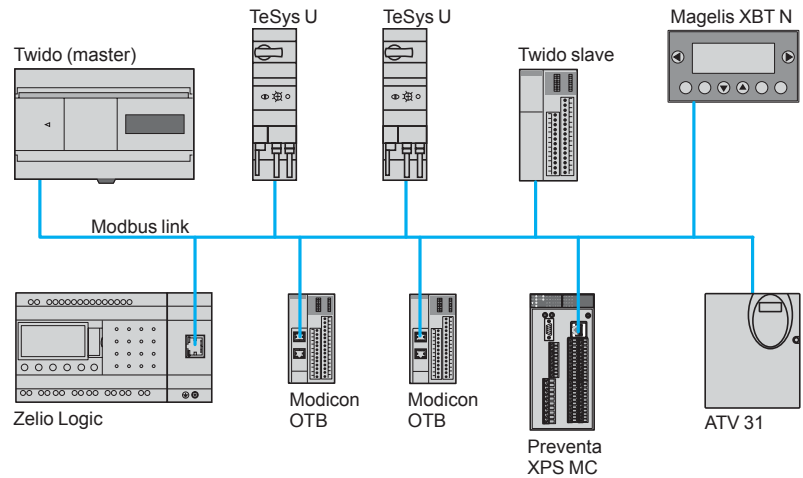 TeSys U
TeSys U
Magelis XBT N
Twido (master)
Twido slave
Modbus link
Zelio Logic
Modicon
OTB
Modicon
OTB
ATV 31
Preventa
XPS MC